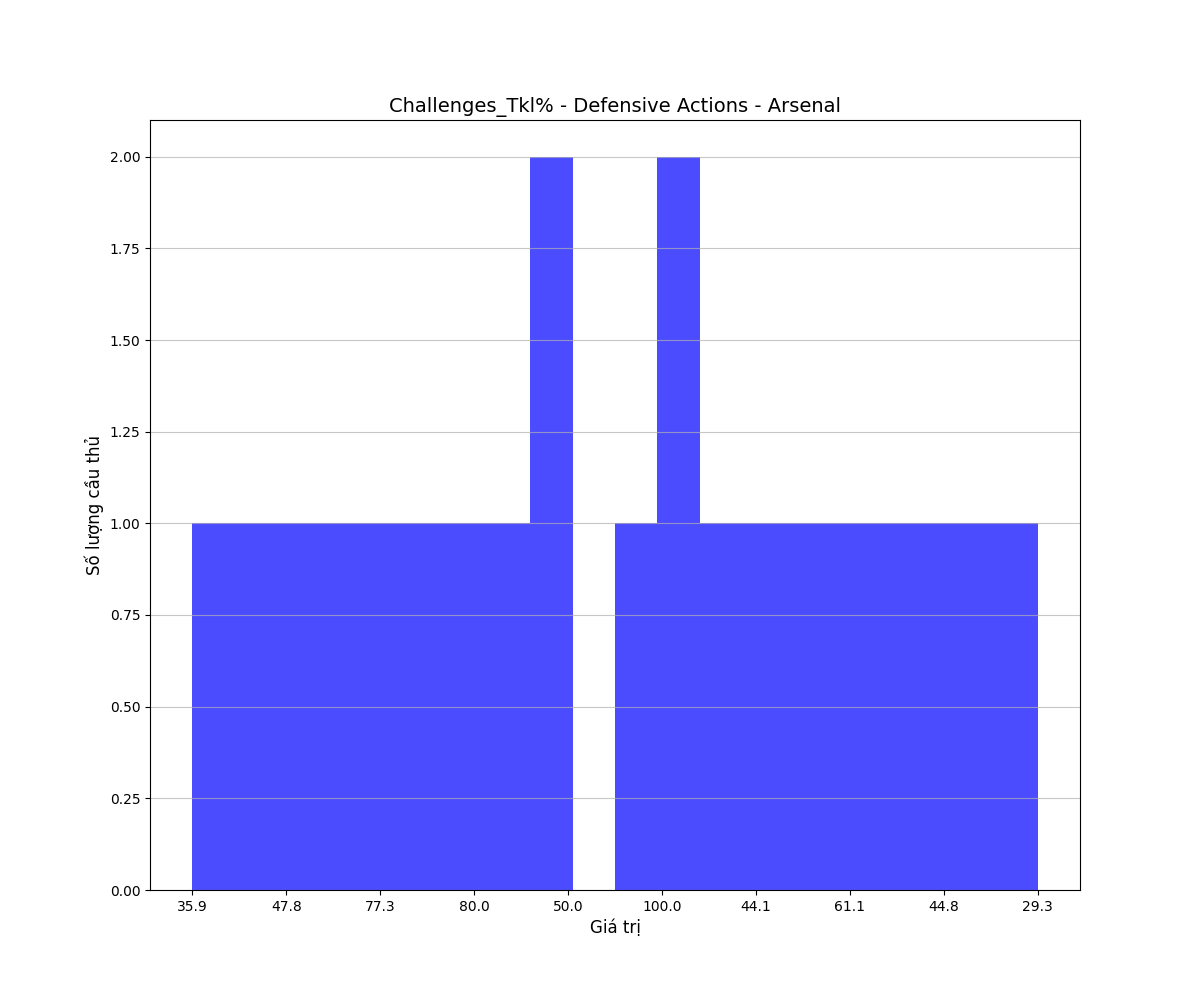 Challenges_Tkl% - Defensive Actions - Arsenal
Số lượng cầu thủ
2.00
1.75
1.50
1.25
1.00
0.75
0.50
0.25
0.00
35.9 47.8 77.3 80.0 50.0 100.0 44.1 61.1 44.8 29.3
Giá trị